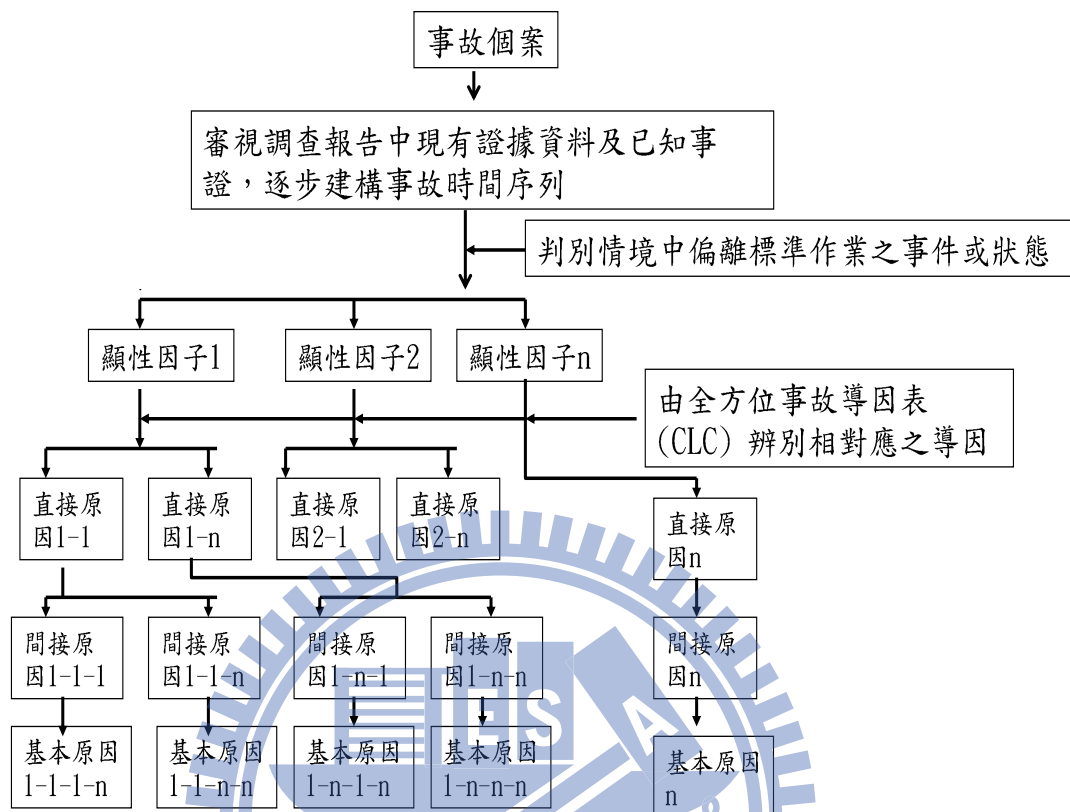 事故個案
審視調查報告中現有證據資料及已知事
證，逐步建構事故時間序列
判別情境中偏離標準作業之事件或狀態
顯性因子1
顯性因子2
顯性因子n
由全方位事故導因表
(CLC) 辨別相對應之導因
直接原
因1-1
直接原
因1-n
直接原
因2-1
直接原
因2-n
直接原
因n
間接原
因1-1-1
間接原
因1-1-n
間接原
因1-n-1
間接原
因1-n-n
間接原
因n
基本原因
1-1-1-n
基本原因
1-1-n-n
基本原因
1-n-1-n
基本原因
1-n-n-n
基本原因
n
ESA